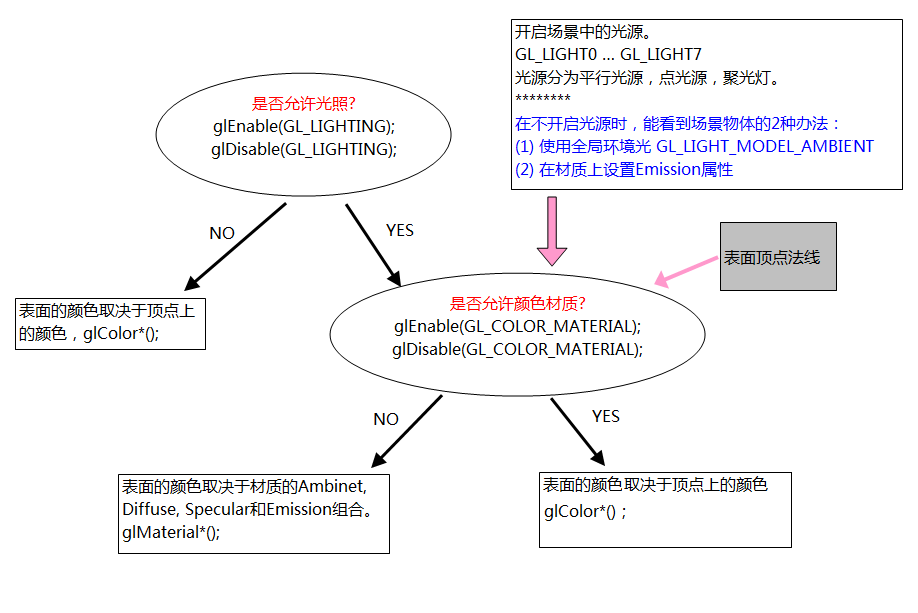 开启场景中的光源。
GL_LIGHT0 ... GL_LIGHT7
光源分为平行光源，点光源，聚光灯。
********
在不开启光源时，能看到场景物体的2种办法：
(1) 使用全局环境光 GL_LIGHT_MODEL_AMBIENT
(2) 在材质上设置Emission属性
是否允许光照?
glEnable(GL_LIGHTING);
glDisable(GL_LIGHTING);
NO
YES
表面顶点法线
表面的颜色取决于顶点上
的颜色，glColor*();
是否允许颜色材质?
glEnable(GL_COLOR_MATERIAL);
glDisable(GL_COLOR_MATERIAL);
NO
YES
表面的颜色取决于材质的Ambinet,
Diffuse, Specular和Emission组合。
glMaterial*();
表面的颜色取决于顶点上的颜色
glColor*()；